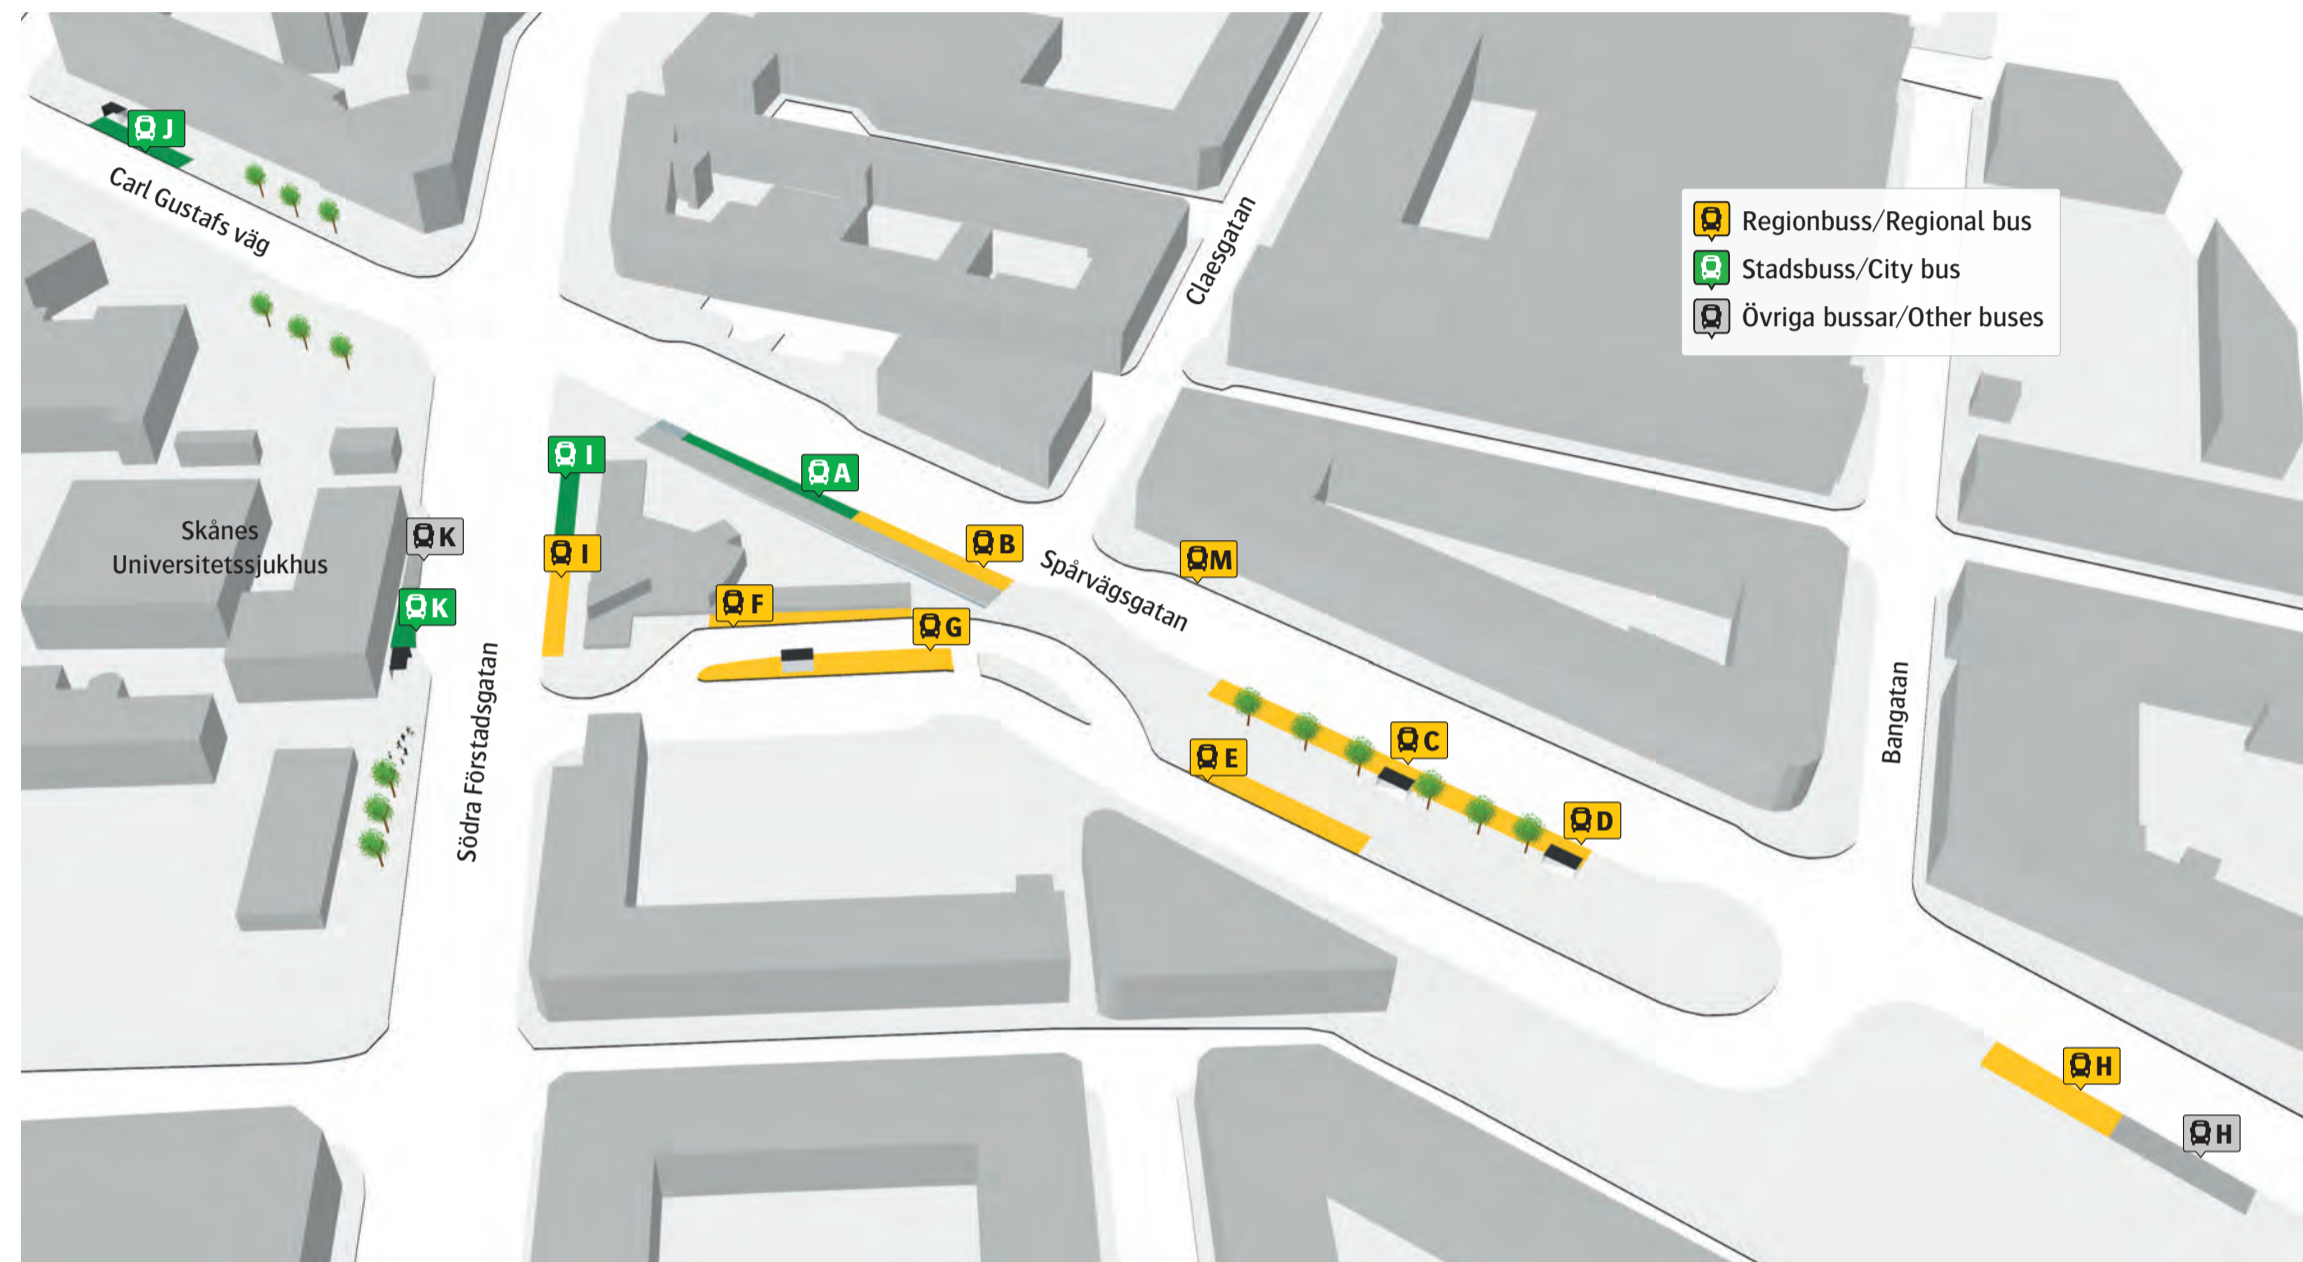 J
Carl Gustafs väg
Claesgatan
Regionbuss/Regional bus
Stadsbuss/City bus
Övriga bussar/Other buses
I
A
Skånes
Universitetssjukhus
K
I
B
M
Spårvägsgatan
K
F
G
Södra Förstadsgatan
Bangatan
C
E
D
H
H